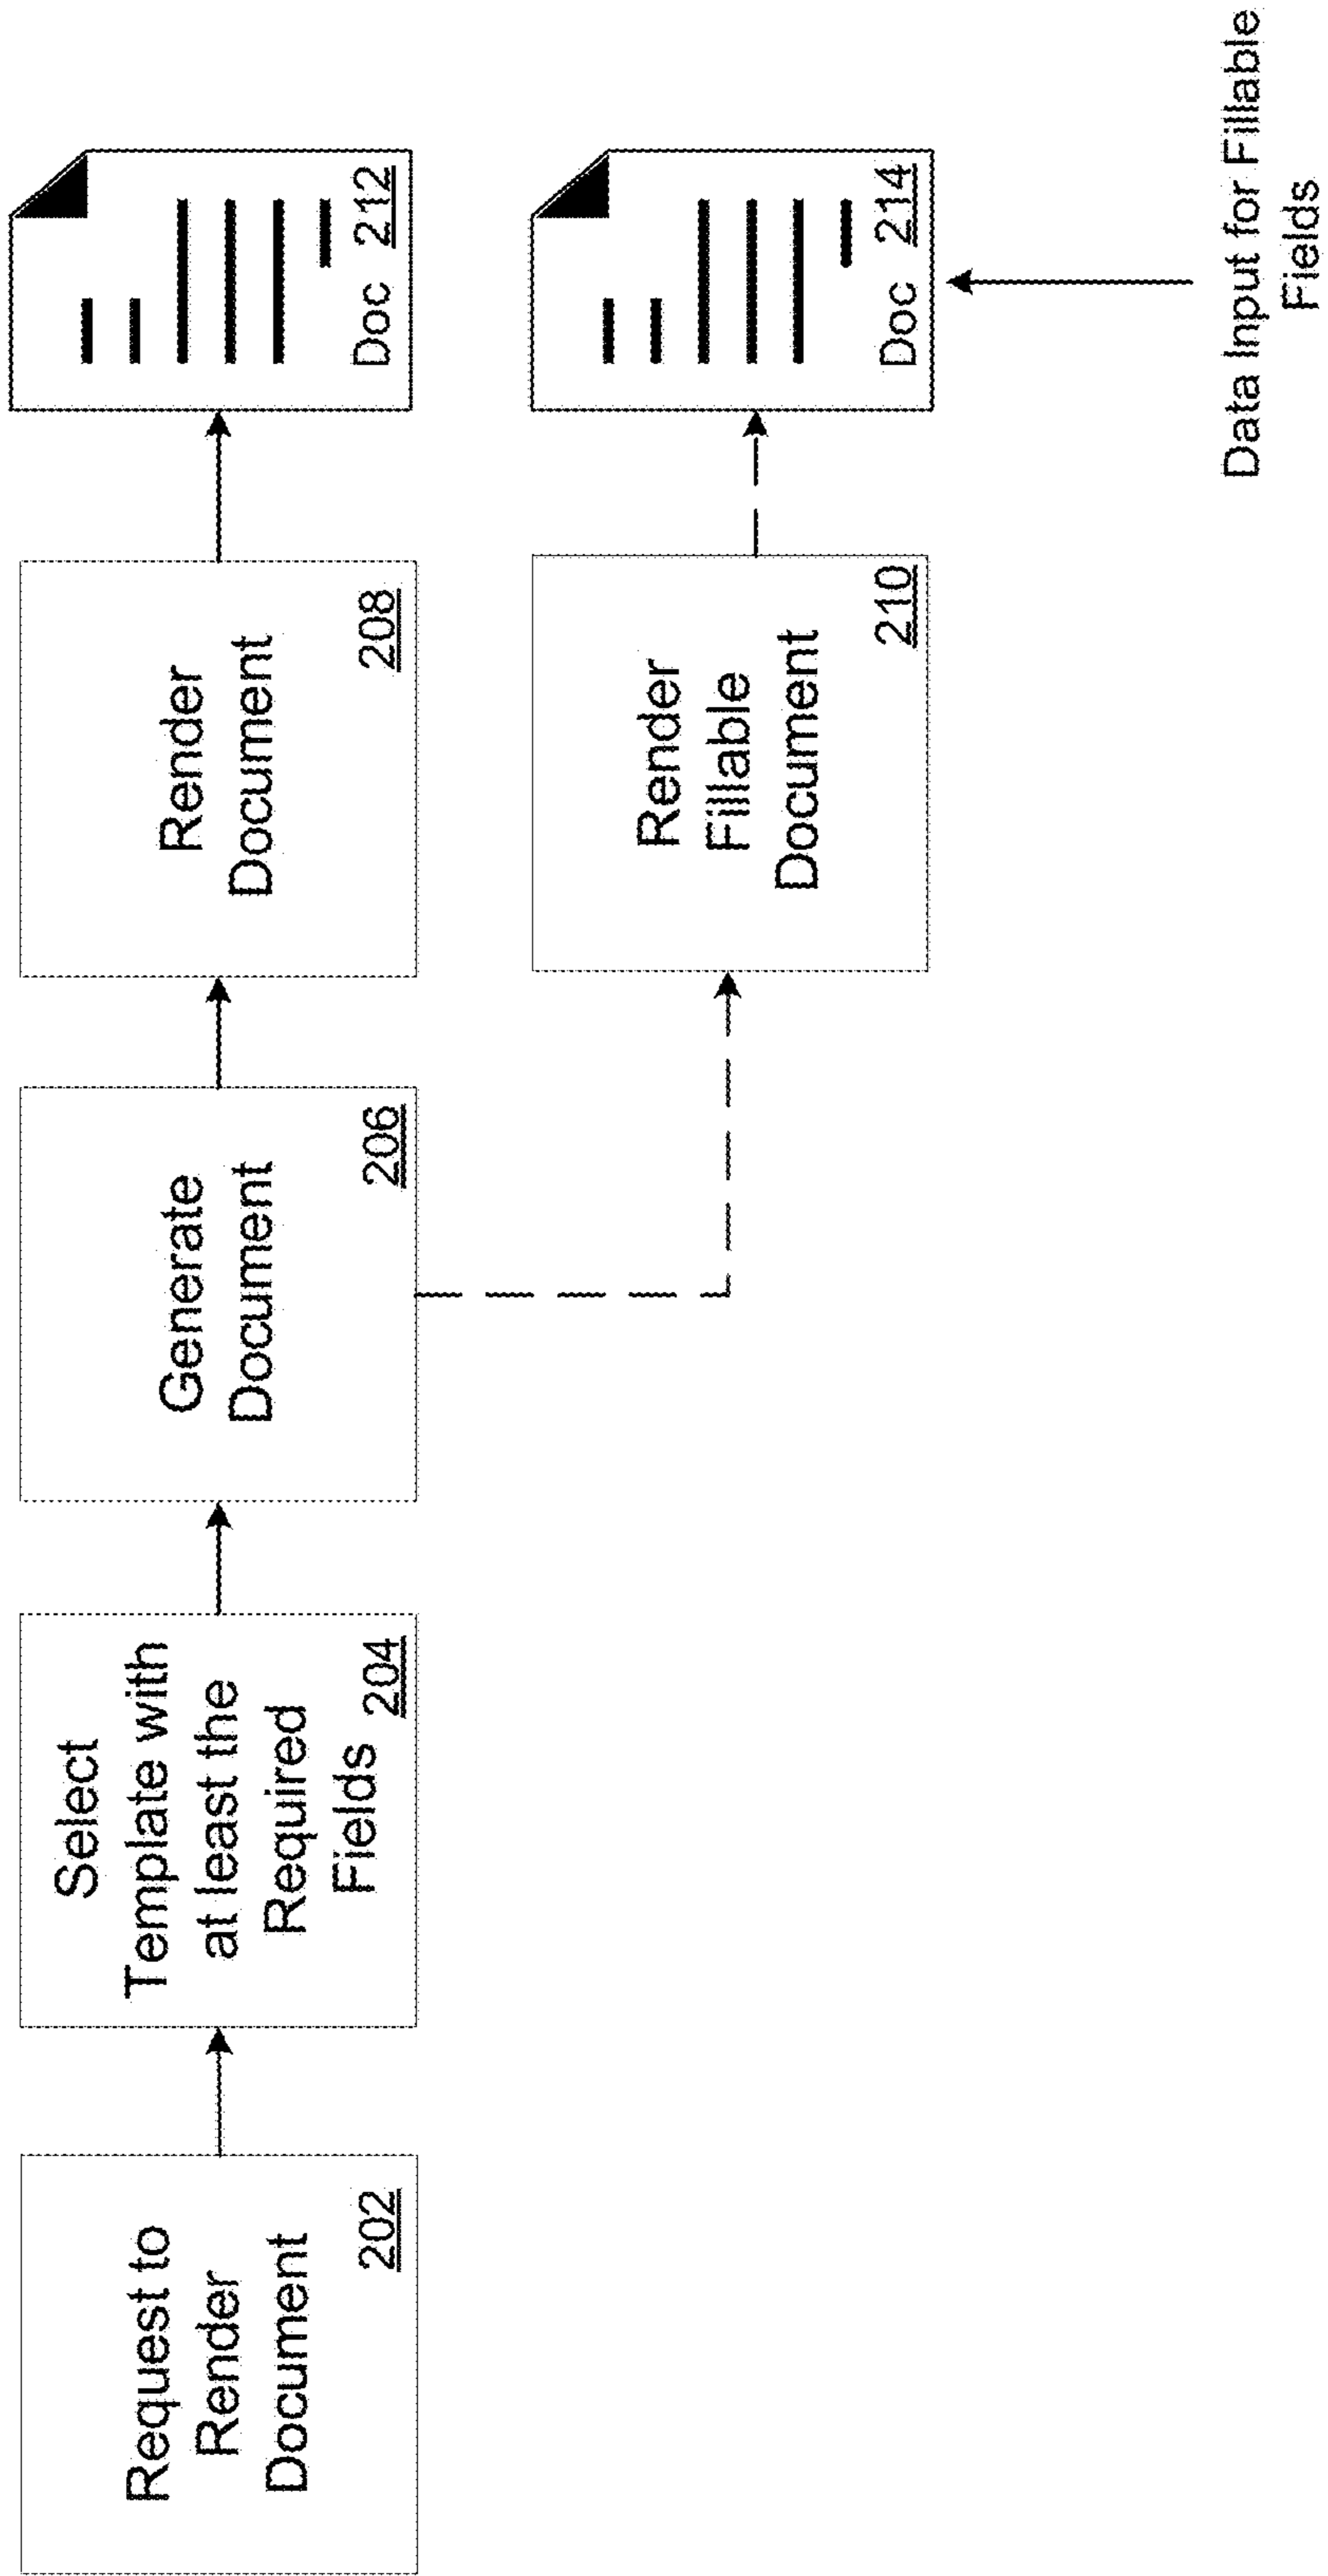 Request to
Render
Document
202
Select
Template with
at least the
Required
Fields 204
Generate
Document
206
Render
Document
208
Doc 212
Render
Fillable
Document
210
Doc 214
Data Input for Fillable
Fields